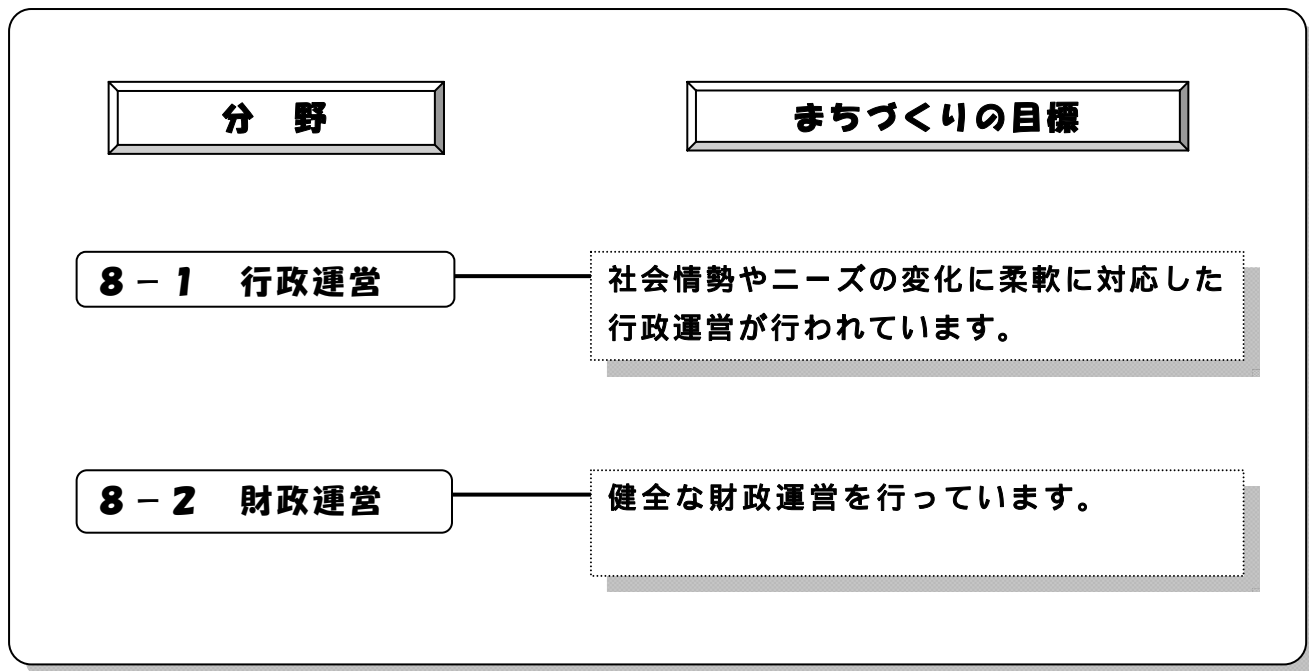 分　野
まちづくりの目標
８－１　行政運営
社会情勢やニーズの変化に柔軟に対応した
行政運営が行われています。
８－２　財政運営
健全な財政運営を行っています。